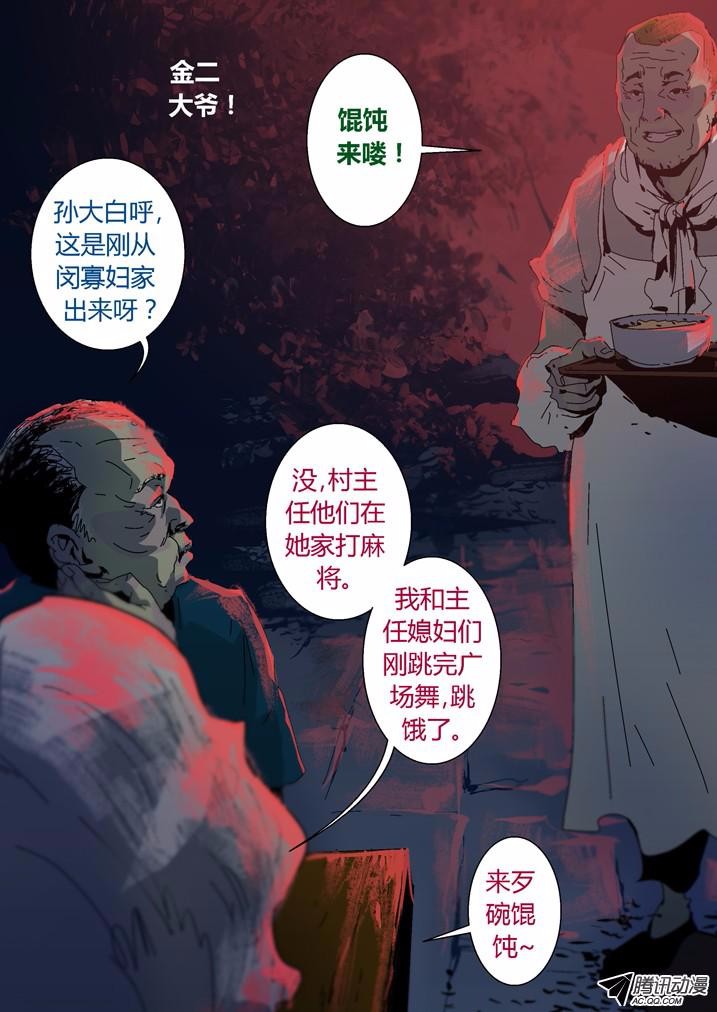 金二
大爷！
馄饨
来喽！
孙大白呼，
这是刚从
闵寡妇家
出来呀？
没，村主
任他们在
她家打麻
将。
我和主
任媳妇们
刚跳完广
场舞，跳
饿了。
来歹
碗馄
饨~
腾讯动漫
AC.QQ.COM